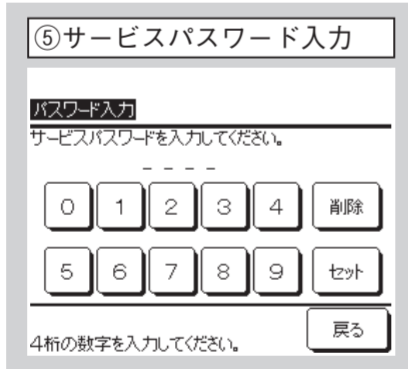 ⑤サービスパスワード入力
パスワード入力
サービスパスワードを入力してください。
– – – –
0 1 2 3 4 削除
5 6 7 8 9 セット
戻る
4桁の数字を入力してください。